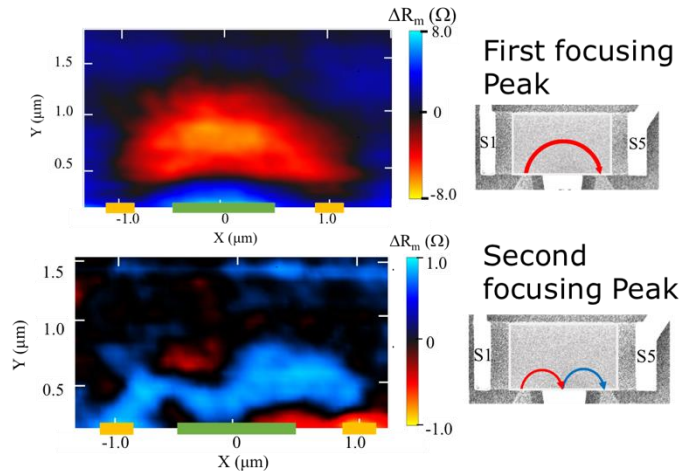 ΔRm (Ω)
8.0
0
-8.0
Y (μm)
1.5
1.0
0.5
-1.0
0
1.0
X (μm)
First focusing
Peak
S1
S5
ΔRm (Ω)
1.0
0
-1.0
Y (μm)
1.5
1.0
0.5
-1.0
0
1.0
X (μm)
Second
focusing Peak
S1
S5